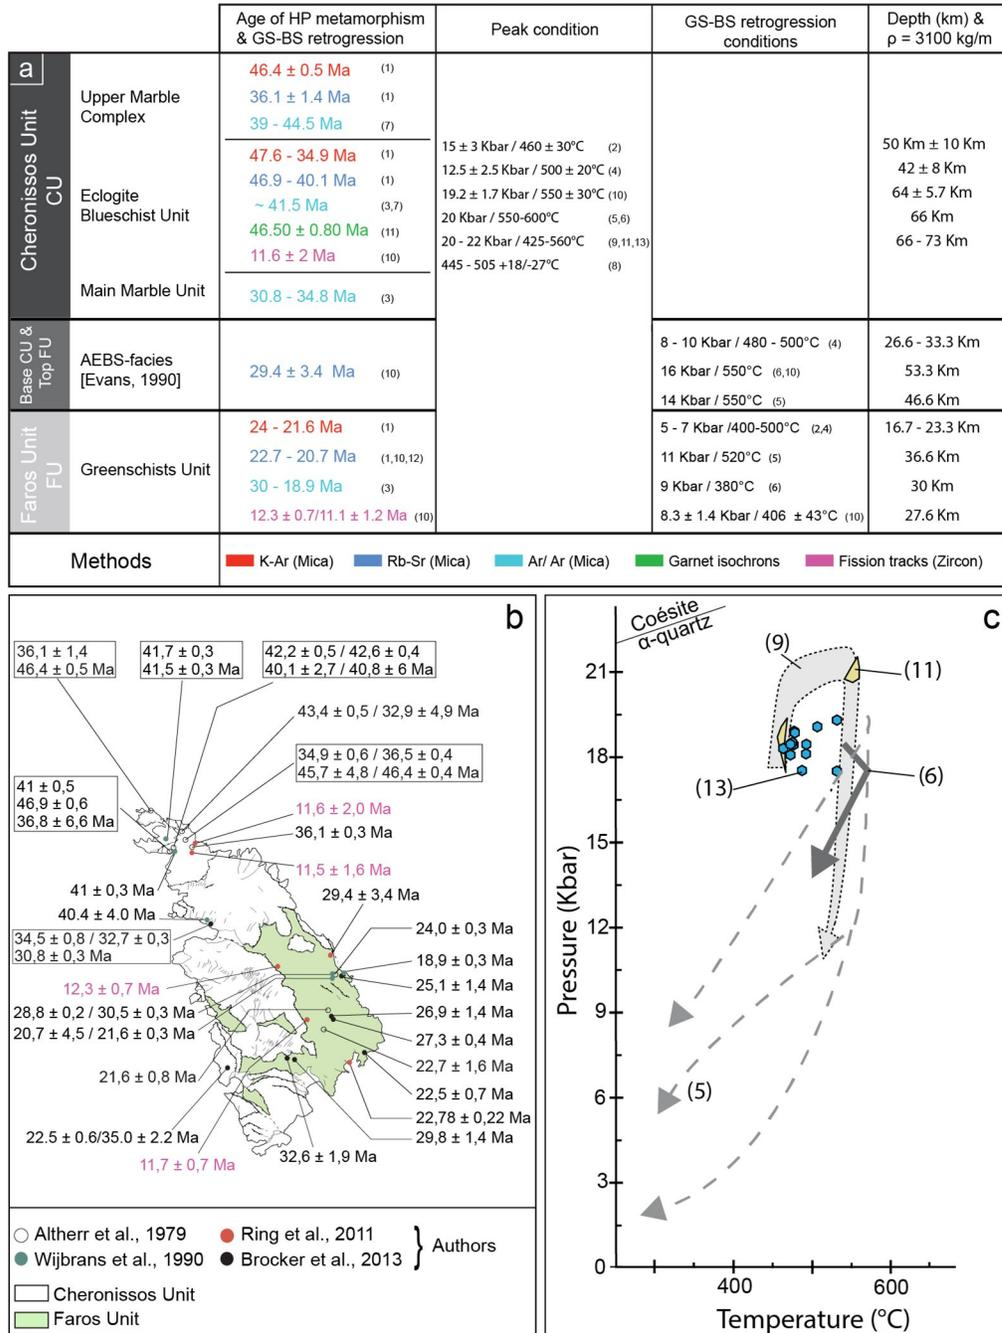 Age of HP metamorphism
& GS-BS retrogression
Peak condition
GS-BS retrogression
conditions
Depth (km) &
ρ = 3100 kg/m
a
Cheronissos Unit
CU
Upper Marble
Complex
46.4 ± 0.5 Ma (1)
36.1 ± 1.4 Ma (1)
39 - 44.5 Ma (7)
Eclogite
Blueschist Unit
47.6 - 34.9 Ma (1)
46.9 - 40.1 Ma (1)
~ 41.5 Ma (3,7)
46.50 ± 0.80 Ma (11)
11.6 ± 2 Ma (10)
Main Marble Unit
30.8 - 34.8 Ma (3)
15 ± 3 Kbar / 460 ± 30°C (2)
12.5 ± 2.5 Kbar / 500 ± 20°C (4)
19.2 ± 1.7 Kbar / 550 ± 30°C (10)
20 Kbar / 550-600°C (5,6)
20 - 22 Kbar / 425-560°C (9,11,13)
445 - 505 +18/-27°C (8)
50 Km ± 10 Km
42 ± 8 Km
64 ± 5.7 Km
66 Km
66 - 73 Km
Base CU &
Top FU
AEBS-facies
[Evans, 1990]
29.4 ± 3.4 Ma (10)
8 - 10 Kbar / 480 - 500°C (4)
16 Kbar / 550°C (6,10)
14 Kbar / 550°C (5)
26.6 - 33.3 Km
53.3 Km
46.6 Km
Faros Unit
FU
Greenschists Unit
24 - 21.6 Ma (1)
22.7 - 20.7 Ma (1,10,12)
30 - 18.9 Ma (3)
12.3 ± 0.7/11.1 ± 1.2 Ma (10)
5 - 7 Kbar /400-500°C (2,4)
11 Kbar / 520°C (5)
9 Kbar / 380°C (6)
8.3 ± 1.4 Kbar / 406 ± 43°C (10)
16.7 - 23.3 Km
36.6 Km
30 Km
27.6 Km
Methods
K-Ar (Mica)
Rb-Sr (Mica)
Ar/ Ar (Mica)
Garnet isochrons
Fission tracks (Zircon)
b
36,1 ± 1,4
46,4 ± 0,5 Ma
41,7 ± 0,3
41,5 ± 0,3 Ma
42,2 ± 0,5 / 42,6 ± 0,4
40,1 ± 2,7 / 40,8 ± 6 Ma
43,4 ± 0,5 / 32,9 ± 4,9 Ma
34,9 ± 0,6 / 36,5 ± 0,4
45,7 ± 4,8 / 46,4 ± 0,4 Ma
41 ± 0,5
46,9 ± 0,6
36,8 ± 6,6 Ma
11,6 ± 2,0 Ma
36,1 ± 0,3 Ma
11,5 ± 1,6 Ma
41 ± 0,3 Ma
29,4 ± 3,4 Ma
40.4 ± 4.0 Ma
24,0 ± 0,3 Ma
34,5 ± 0,8 / 32,7 ± 0,3
30,8 ± 0,3 Ma
18,9 ± 0,3 Ma
12,3 ± 0,7 Ma
25,1 ± 1,4 Ma
28,8 ± 0,2 / 30,5 ± 0,3 Ma
26,9 ± 1,4 Ma
20,7 ± 4,5 / 21,6 ± 0,3 Ma
27,3 ± 0,4 Ma
22,7 ± 1,6 Ma
21,6 ± 0,8 Ma
22,5 ± 0,7 Ma
22,78 ± 0,22 Ma
22.5 ± 0.6/35.0 ± 2.2 Ma
29,8 ± 1,4 Ma
32,6 ± 1,9 Ma
11,7 ± 0,7 Ma
Altherr et al., 1979
Ring et al., 2011
Wijbrans et al., 1990
Brocker et al., 2013
} Authors
Cheronissos Unit
Faros Unit
c
Coésite
α-quartz
(9)
(11)
(13)
(6)
(5)
21
18
15
12
9
6
3
0
Pressure (Kbar)
400
600
Temperature (°C)